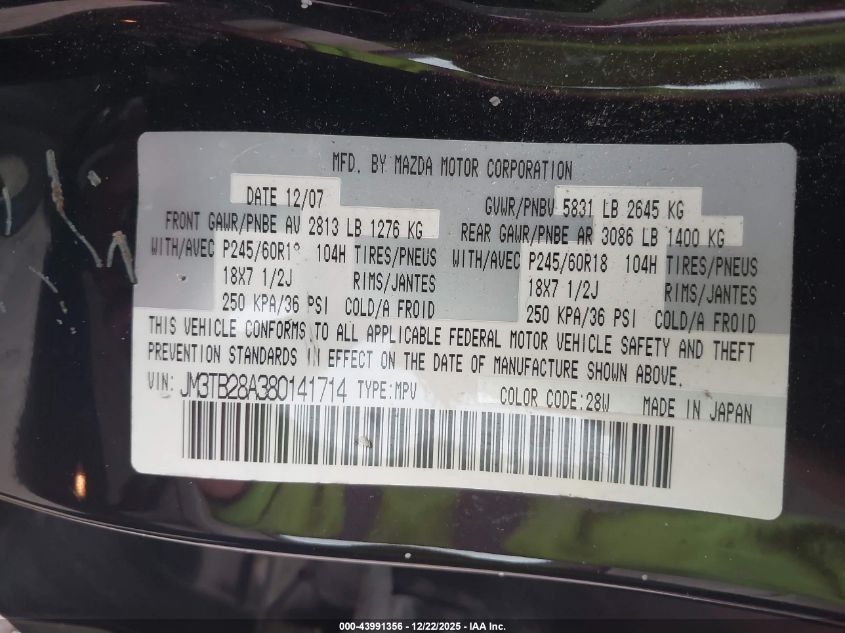 MFD. BY MAZDA MOTOR CORPORATION
DATE 12/07 GVWR/PNBV 5831 LB 2645 KG
FRONT GAWR/PNBE AV 2813 LB 1276 KG REAR GAWR/PNBE AR 3086 LB 1400 KG
WITH/AVEC P245/60R18 104H TIRES/PNEUS WITH/AVEC P245/60R18 104H TIRES/PNEUS
18X7 1/2J RIMS/JANTES 18X7 1/2J RIMS/JANTES
250 KPA/36 PSI COLD/A FROID 250 KPA/36 PSI COLD/A FROID
THIS VEHICLE CONFORMS TO ALL APPLICABLE FEDERAL MOTOR VEHICLE SAFETY AND THEFT
PREVENTION STANDARDS IN EFFECT ON THE DATE OF MANUFACTURE SHOWN ABOVE.
VIN: JM3TB28A380141714 TYPE:MPV COLOR CODE:28W MADE IN JAPAN
000-43991356 - 12/22/2025 - IAA Inc.